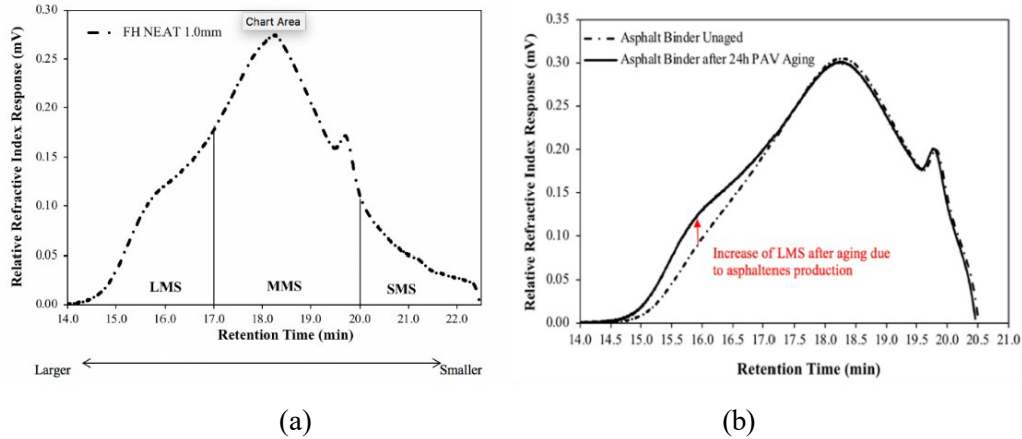 Chart Area
FH NEAT 1.0mm
Relative Refractive Index Response (mV)
0.30
0.25
0.20
0.15
0.10
0.05
0.00
LMS MMS SMS
14.0 15.0 16.0 17.0 18.0 19.0 20.0 21.0 22.0
Retention Time (min)
Larger Smaller
(a)
Relative Refractive Index Response (mV)
0.35
0.30
0.25
0.20
0.15
0.10
0.05
0.00
Asphalt Binder Unaged
Asphalt Binder after 24h PAV Aging
Increase of LMS after aging due
to asphaltenes production
14.0 14.5 15.0 15.5 16.0 16.5 17.0 17.5 18.0 18.5 19.0 19.5 20.0 20.5 21.0
Retention Time (min)
(b)